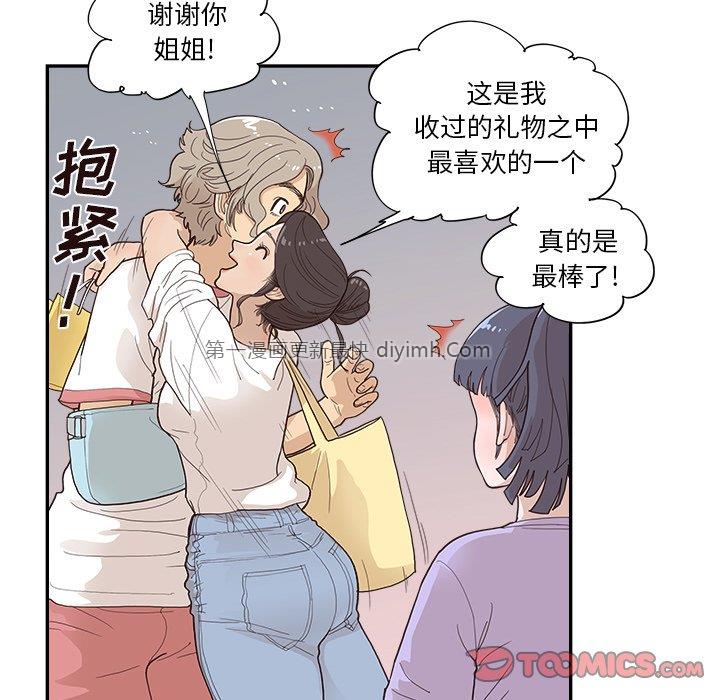 谢谢你
姐姐!
这是我
收过的礼物之中
最喜欢的一个
真的是
最棒了!
抱紧!
第一漫画更新最快 diyimh.Com
TOOMICS.COM